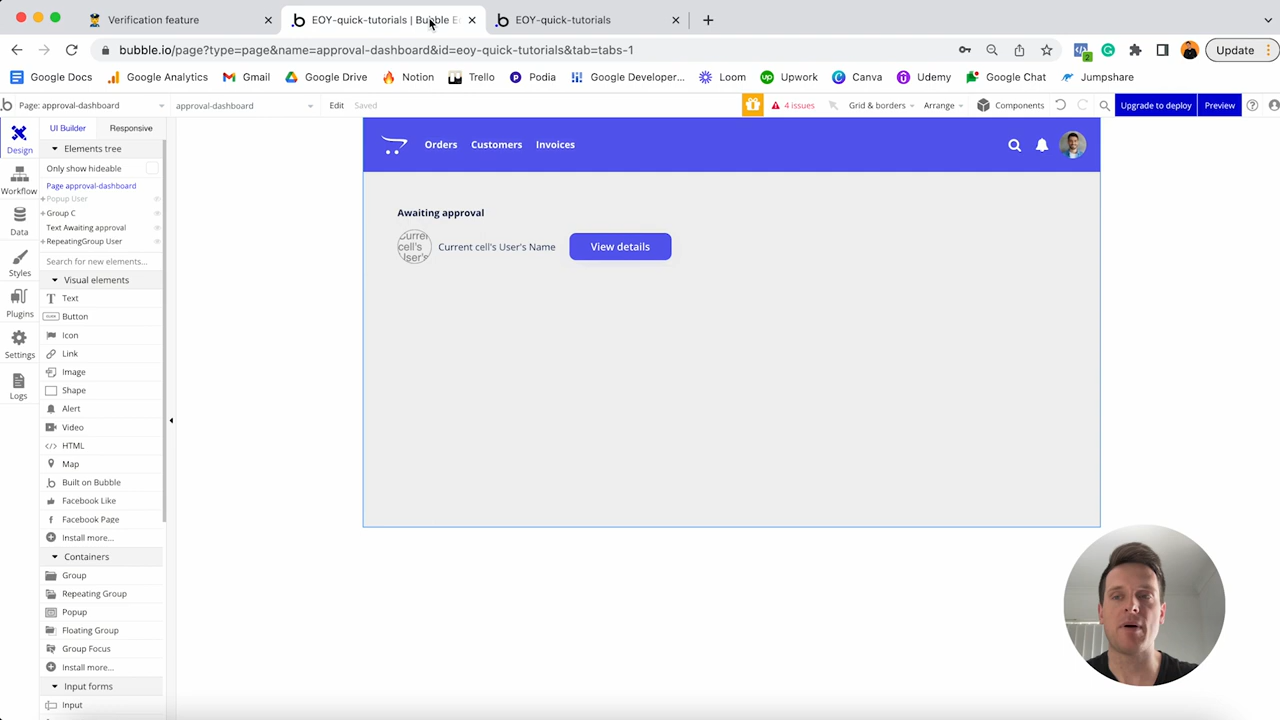 Verification feature
EOY-quick-tutorials | Bubble E
EOY-quick-tutorials
bubble.io/page?type=page&name=approval-dashboard&id=eoy-quick-tutorials&tab=tabs-1
2
Update
Google Docs
Google Analytics
Gmail
Google Drive
Notion
Trello
Podia
Google Developer...
Loom
Upwork
Canva
Udemy
Google Chat
Jumpshare
Page: approval-dashboard
approval-dashboard
Edit
Saved
4 issues
Grid & borders
Arrange
Components
Upgrade to deploy
Preview
Design
Workflow
Data
Styles
Plugins
Settings
Logs
UI Builder
Responsive
Elements tree
Only show hideable
Page approval-dashboard
Popup User
Group C
Text Awaiting approval
RepeatingGroup User
Search for new elements...
Visual elements
Text
Button
Icon
Link
Image
Shape
Alert
Video
HTML
Map
Built on Bubble
Facebook Like
Facebook Page
Install more...
Containers
Group
Repeating Group
Popup
Floating Group
Group Focus
Install more...
Input forms
Input
Orders
Customers
Invoices
Awaiting approval
Current
cell's
User's
Current cell's User's Name
View details